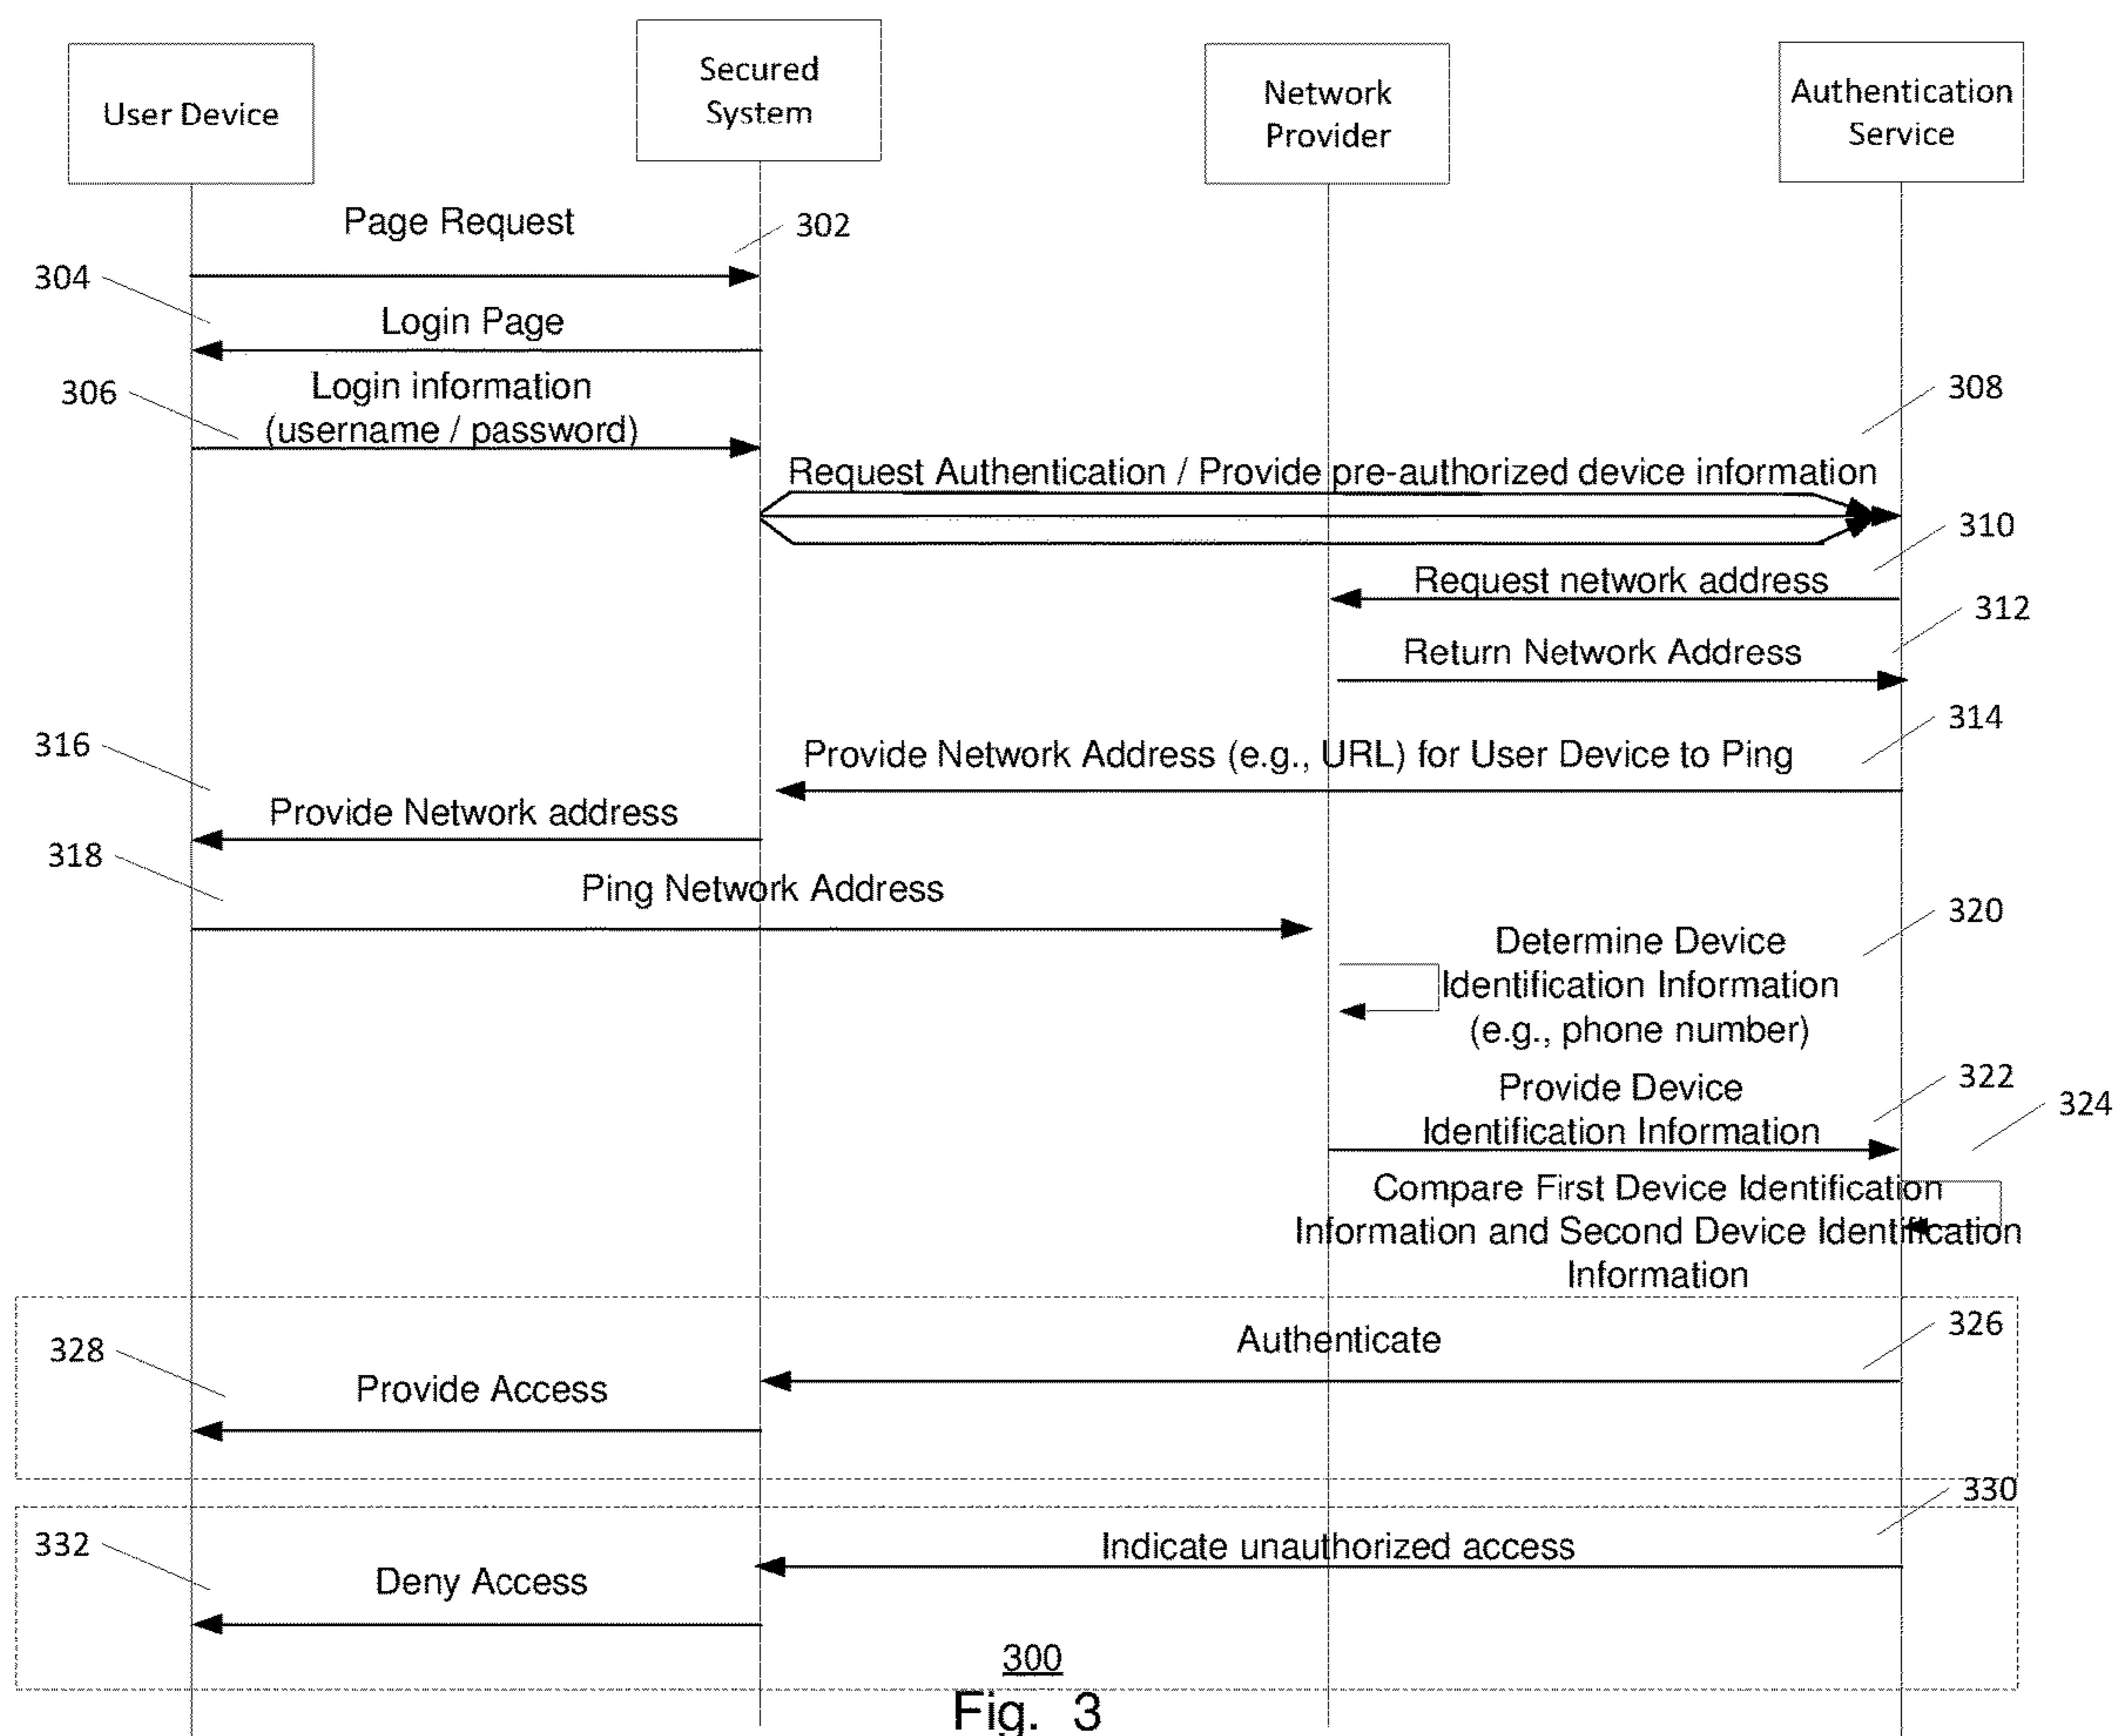 User Device
Secured
System
Network
Provider
Authentication
Service
Page Request
302
304
Login Page
306
Login information
(username / password)
308
Request Authentication / Provide pre-authorized device information
310
Request network address
312
Return Network Address
314
Provide Network Address (e.g., URL) for User Device to Ping
316
Provide Network address
318
Ping Network Address
320
Determine Device
Identification Information
(e.g., phone number)
322
Provide Device
Identification Information
324
Compare First Device Identification
Information and Second Device Identification
Information
326
Authenticate
328
Provide Access
330
Indicate unauthorized access
332
Deny Access
300
Fig. 3